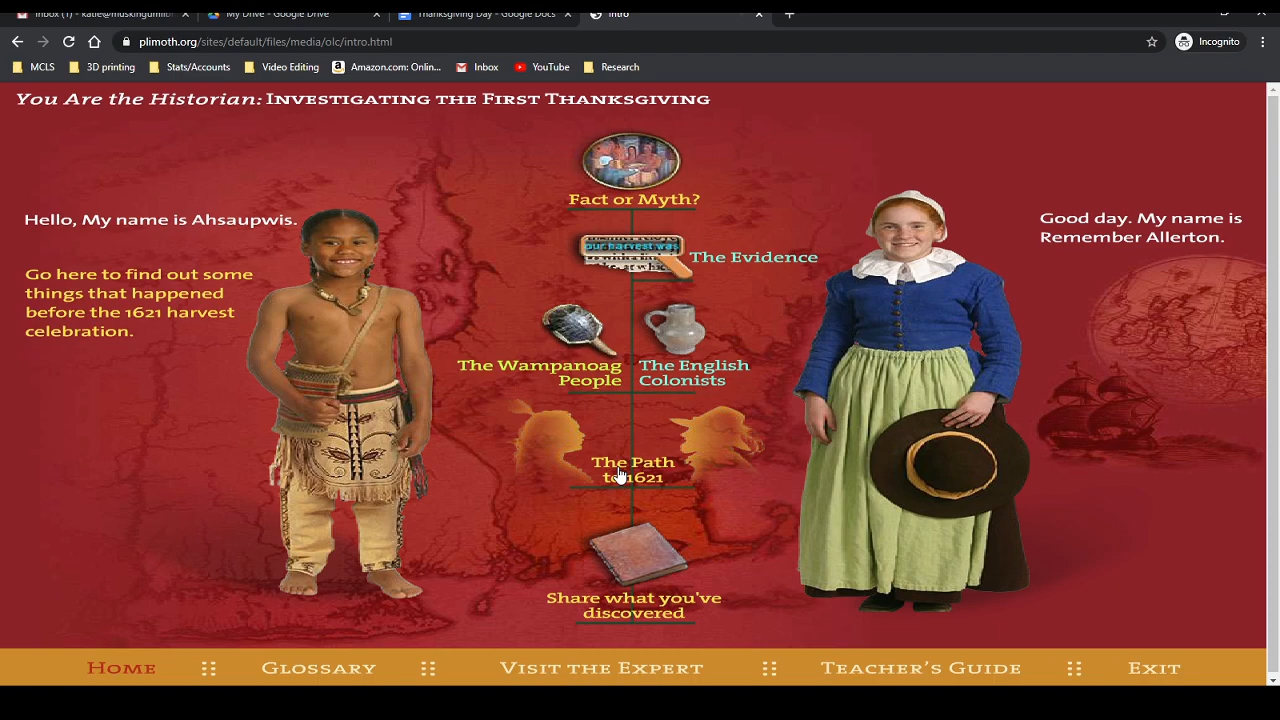 Inbox (1) - katie@muskingumlib
My Drive - Google Drive
Thanksgiving Day - Google Docs
Intro
plimoth.org/sites/default/files/media/olc/intro.html
Incognito
MCLS
3D printing
Stats/Accounts
Video Editing
Amazon.com: Onlin...
Inbox
YouTube
Research
You Are the Historian: Investigating the First Thanksgiving
Fact or Myth?
Hello, My name is Ahsaupwis.
Go here to find out some
things that happened
before the 1621 harvest
celebration.
Good day. My name is
Remember Allerton.
our harvest was
The Evidence
The Wampanoag
People
The English
Colonists
The Path
to 1621
Share what you've
discovered
Home
Glossary
Visit the Expert
Teacher's Guide
Exit